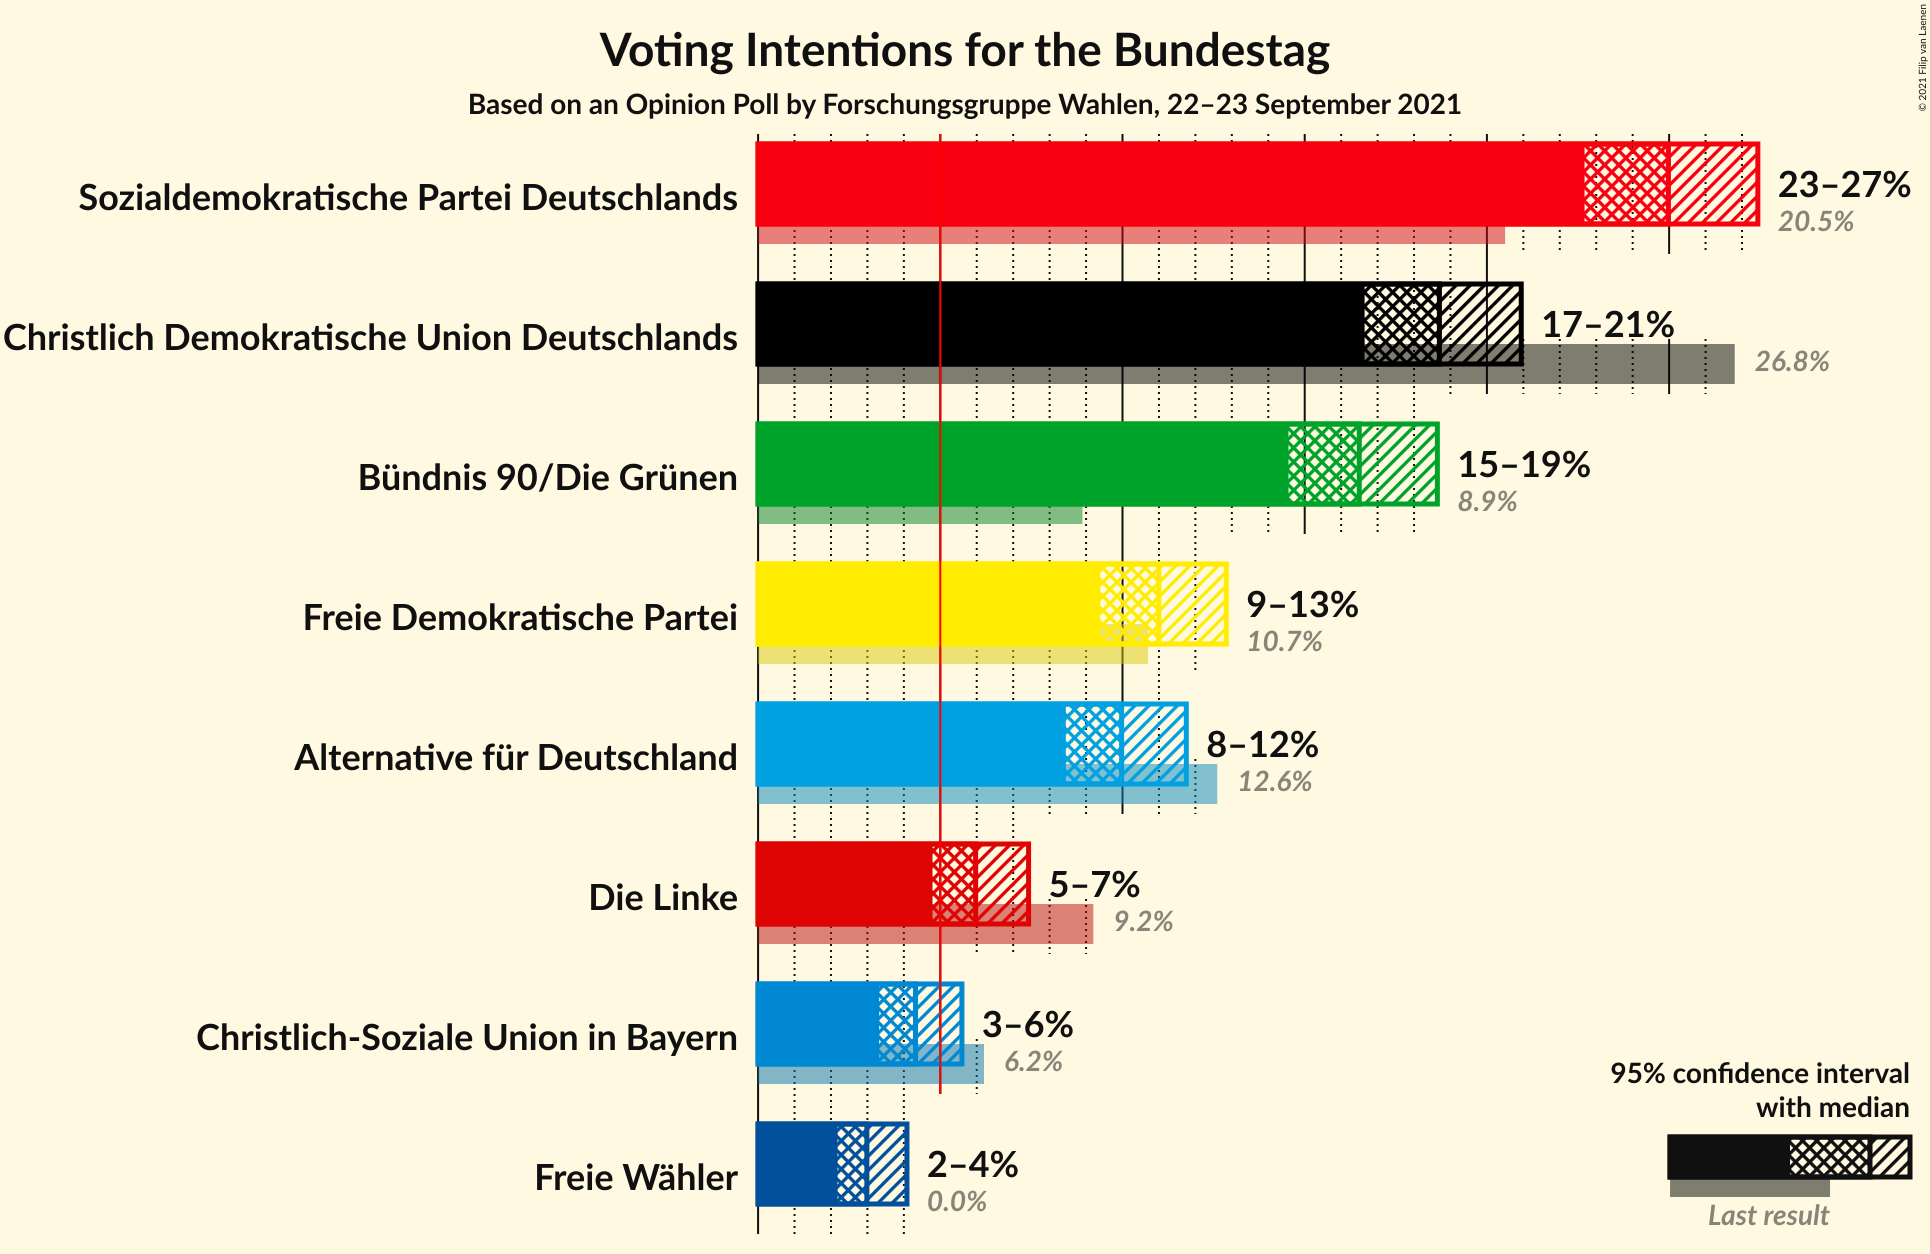 Voting Intentions for the Bundestag
Based on an Opinion Poll by Forschungsgruppe Wahlen, 22–23 September 2021
© 2021 Filip van Laenen
Sozialdemokratische Partei Deutschlands
23–27%
20.5%
Christlich Demokratische Union Deutschlands
17–21%
26.8%
Bündnis 90/Die Grünen
15–19%
8.9%
Freie Demokratische Partei
9–13%
10.7%
Alternative für Deutschland
8–12%
12.6%
Die Linke
5–7%
9.2%
Christlich-Soziale Union in Bayern
3–6%
6.2%
Freie Wähler
2–4%
0.0%
95% confidence interval
with median
Last result